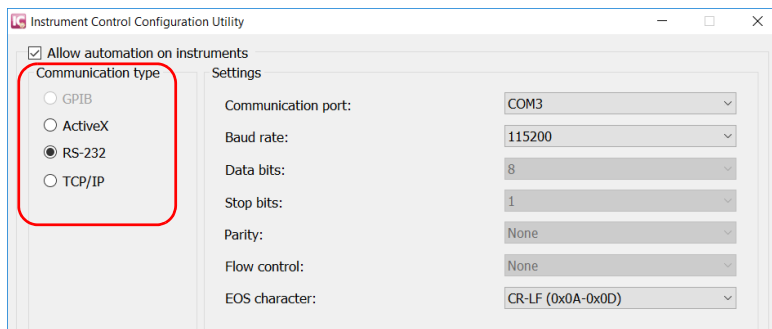 IC Instrument Control Configuration Utility
Allow automation on instruments
Communication type
GPIB
ActiveX
RS-232
TCP/IP
Settings
Communication port: COM3
Baud rate: 115200
Data bits: 8
Stop bits: 1
Parity: None
Flow control: None
EOS character: CR-LF (0x0A-0x0D)